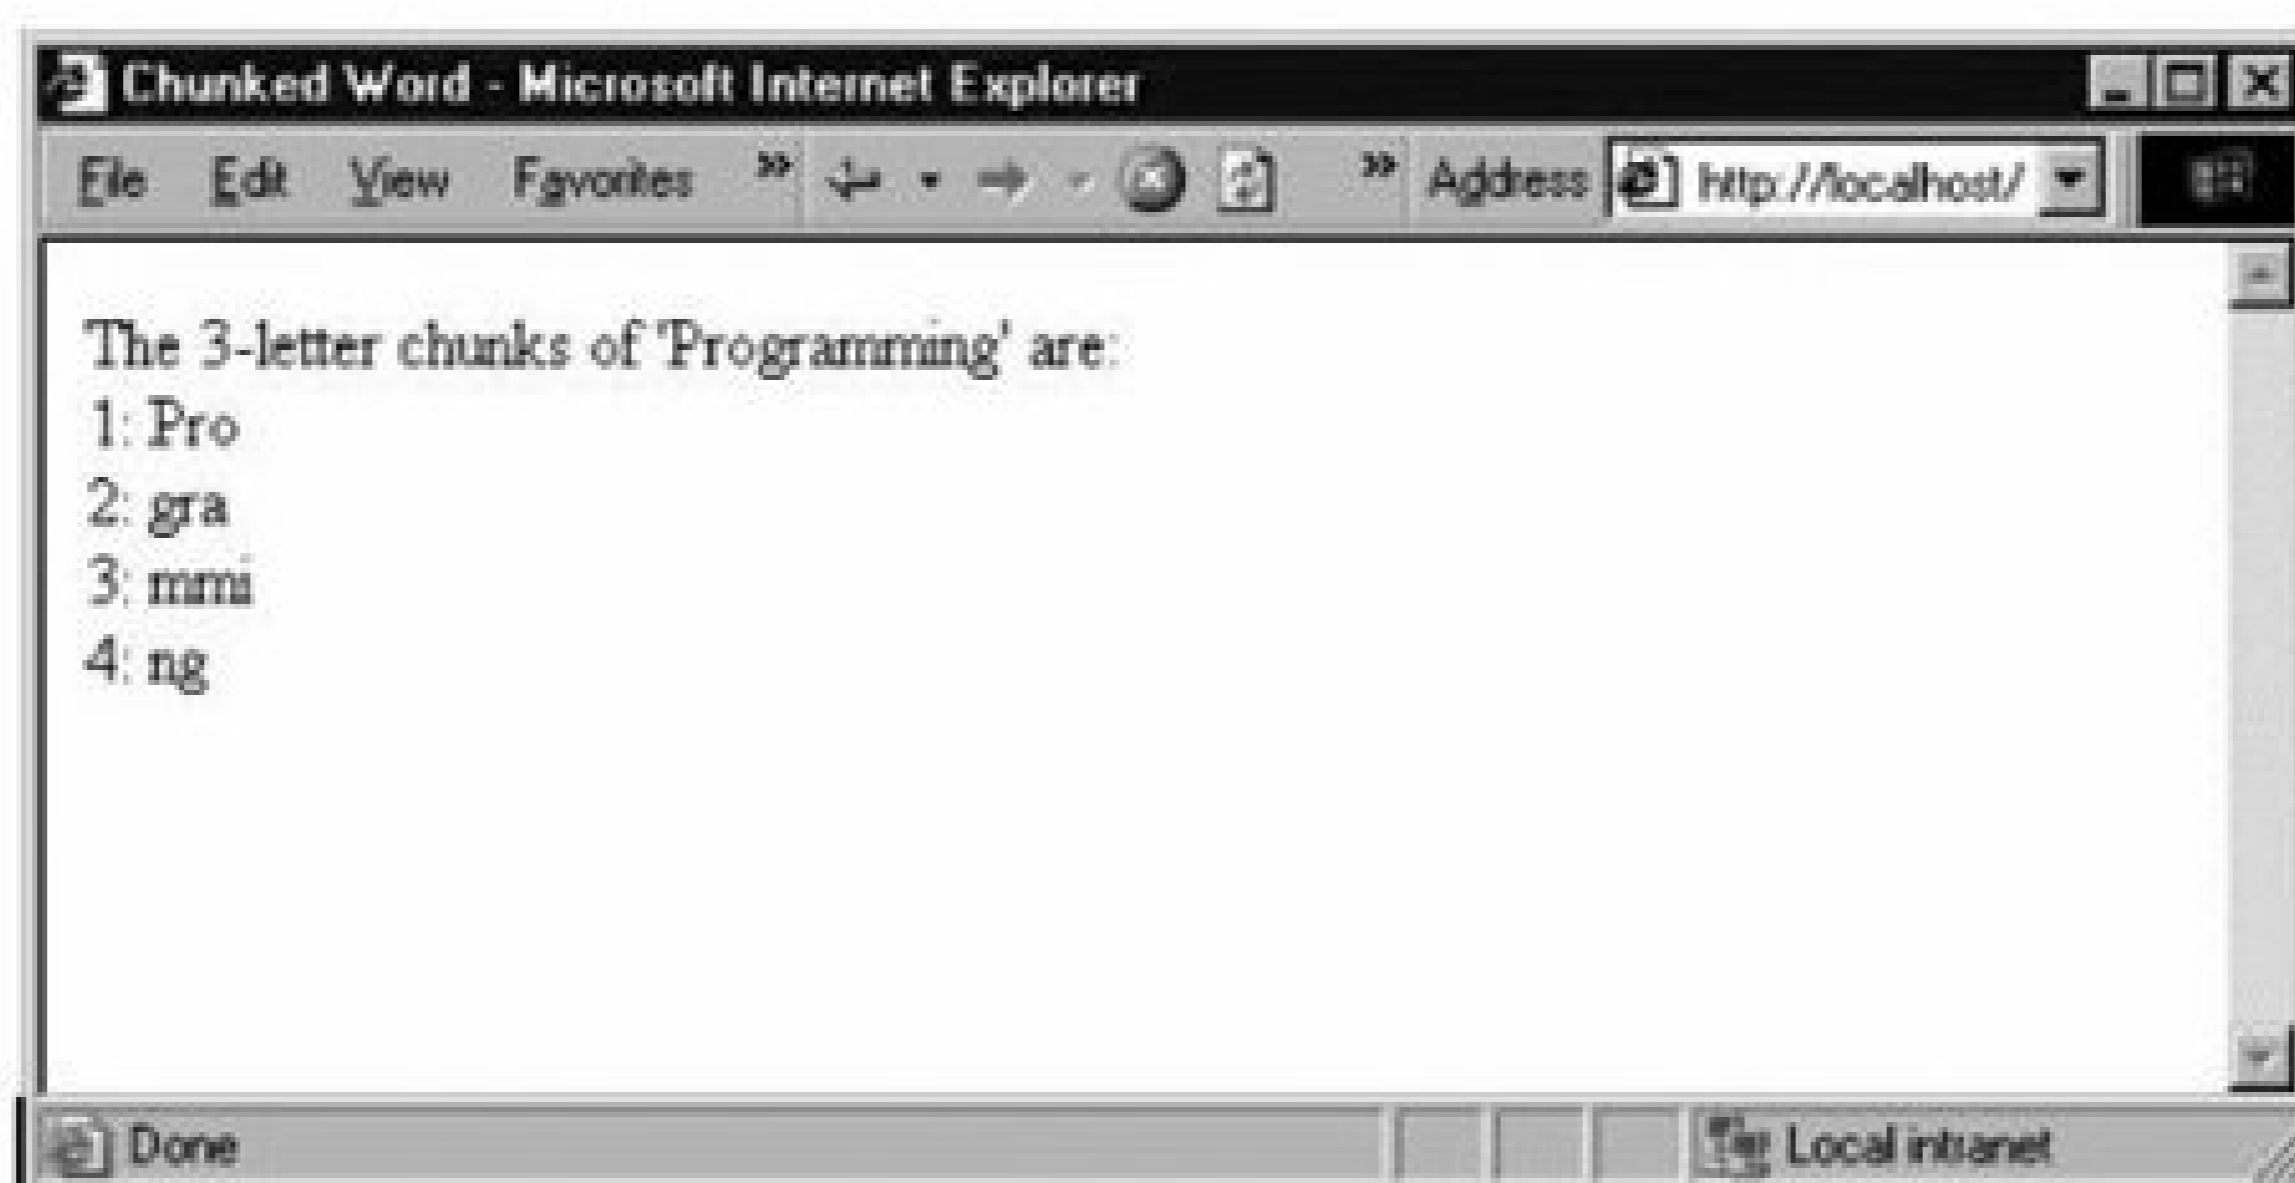 Chunked Word - Microsoft Internet Explorer
File Edit View Favorites » » Address http://localhost/
The 3-letter chunks of 'Programming' are:
1: Pro
2: gra
3: mmi
4: ng
Done Local intranet